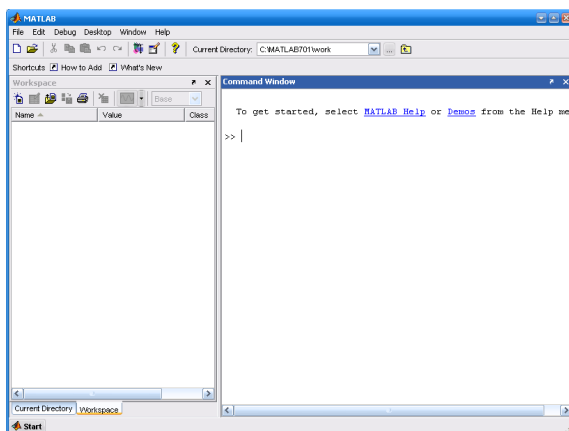 MATLAB
File Edit Debug Desktop Window Help
Current Directory: C:\MATLAB701\work
Shortcuts How to Add What's New
Workspace
Base
Name Value Class
Current Directory Workspace
Command Window
To get started, select MATLAB Help or Demos from the Help me
>>
Start